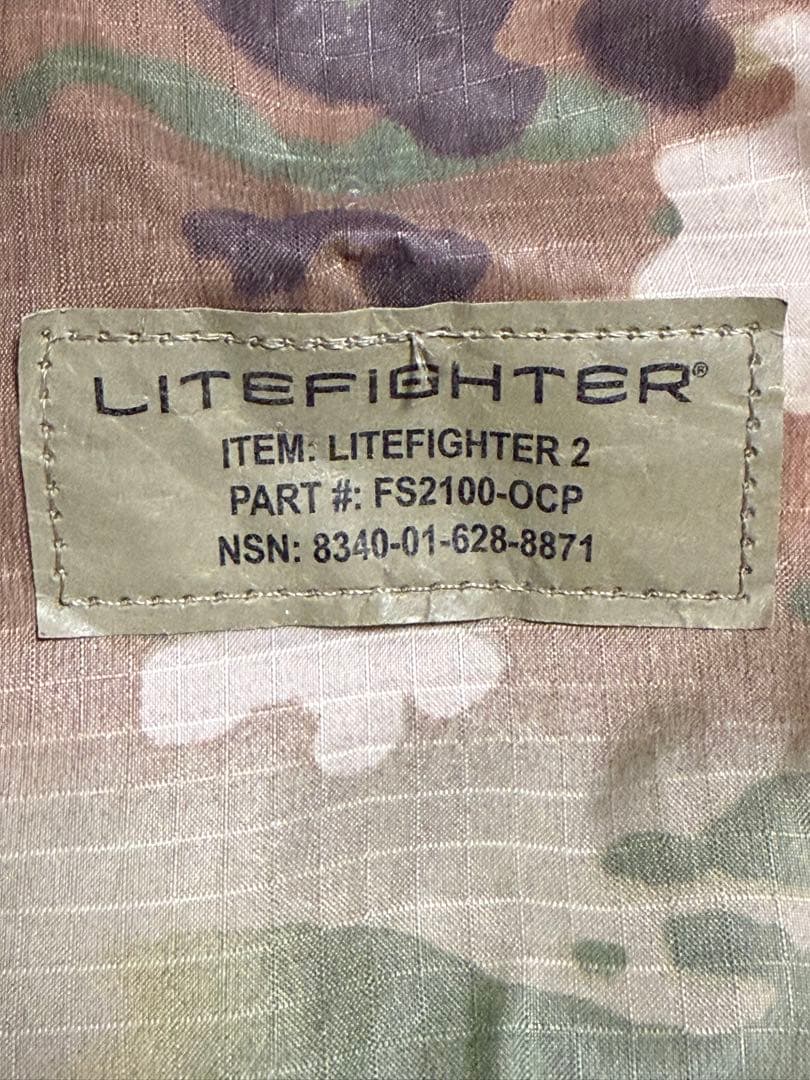 LITEFIGHTER®
ITEM: LITEFIGHTER 2
PART #: FS2100-OCP
NSN: 8340-01-628-8871